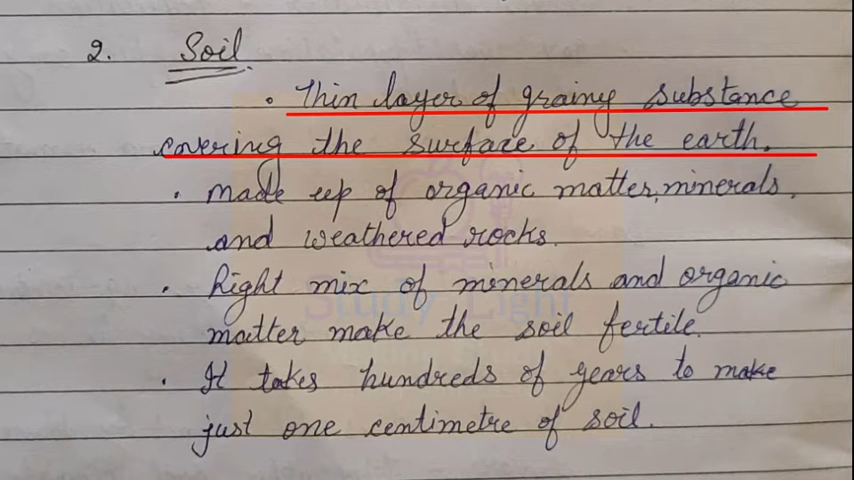 2. Soil
• Thin layer of grainy substance
covering the surface of the earth.
• made up of organic matter, minerals,
and weathered rocks.
• Right mix of minerals and organic
matter make the soil fertile.
• It takes hundreds of years to make
just one centimetre of soil.
Study Light